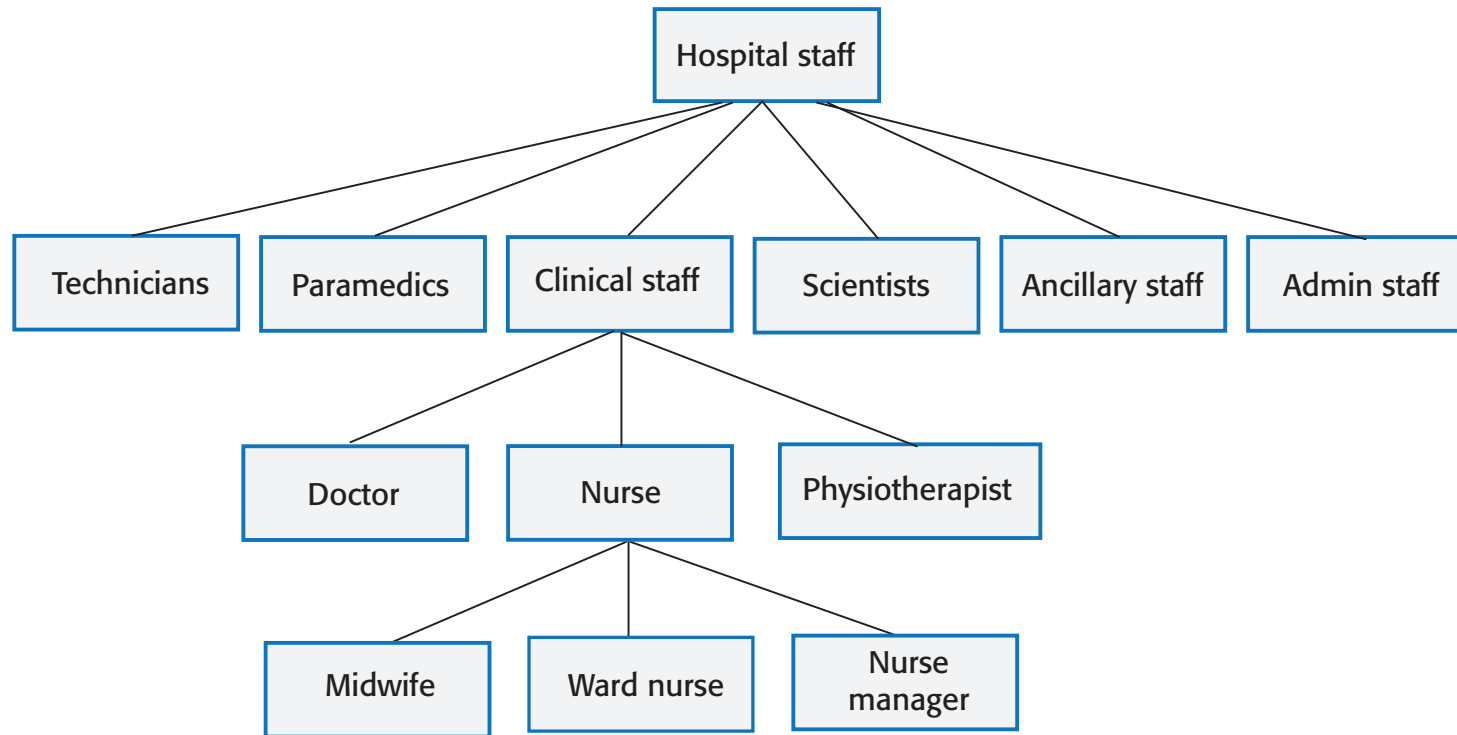 Hospital staff
Technicians
Paramedics
Clinical staff
Scientists
Ancillary staff
Admin staff
Doctor
Nurse
Physiotherapist
Midwife
Ward nurse
Nurse
manager